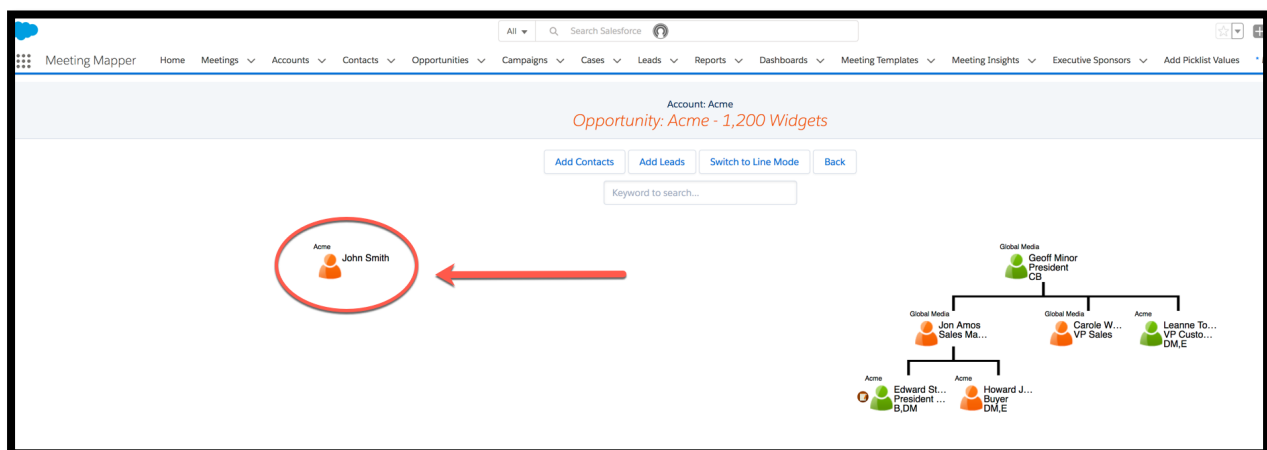 All
Search Salesforce
Meeting Mapper Home Meetings Accounts Contacts Opportunities Campaigns Cases Leads Reports Dashboards Meeting Templates Meeting Insights Executive Sponsors Add Picklist Values *
Account: Acme
Opportunity: Acme - 1,200 Widgets
Add Contacts Add Leads Switch to Line Mode Back
Keyword to search...
Acme
John Smith
Global Media
Geoff Minor
President
CB
Global Media
Jon Amos
Sales Ma...
Global Media
Carole W...
VP Sales
Acme
Leanne To...
VP Custo...
DM,E
Acme
Edward St...
President ...
B,DM
Acme
Howard J...
Buyer
DM,E